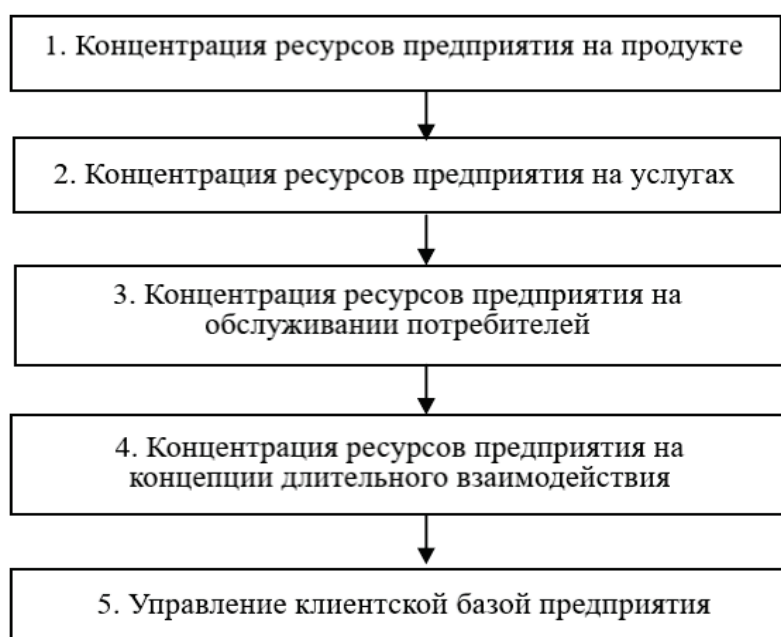 1. Концентрация ресурсов предприятия на продукте
2. Концентрация ресурсов предприятия на услугах
3. Концентрация ресурсов предприятия на
обслуживании потребителей
4. Концентрация ресурсов предприятия на
концепции длительного взаимодействия
5. Управление клиентской базой предприятия